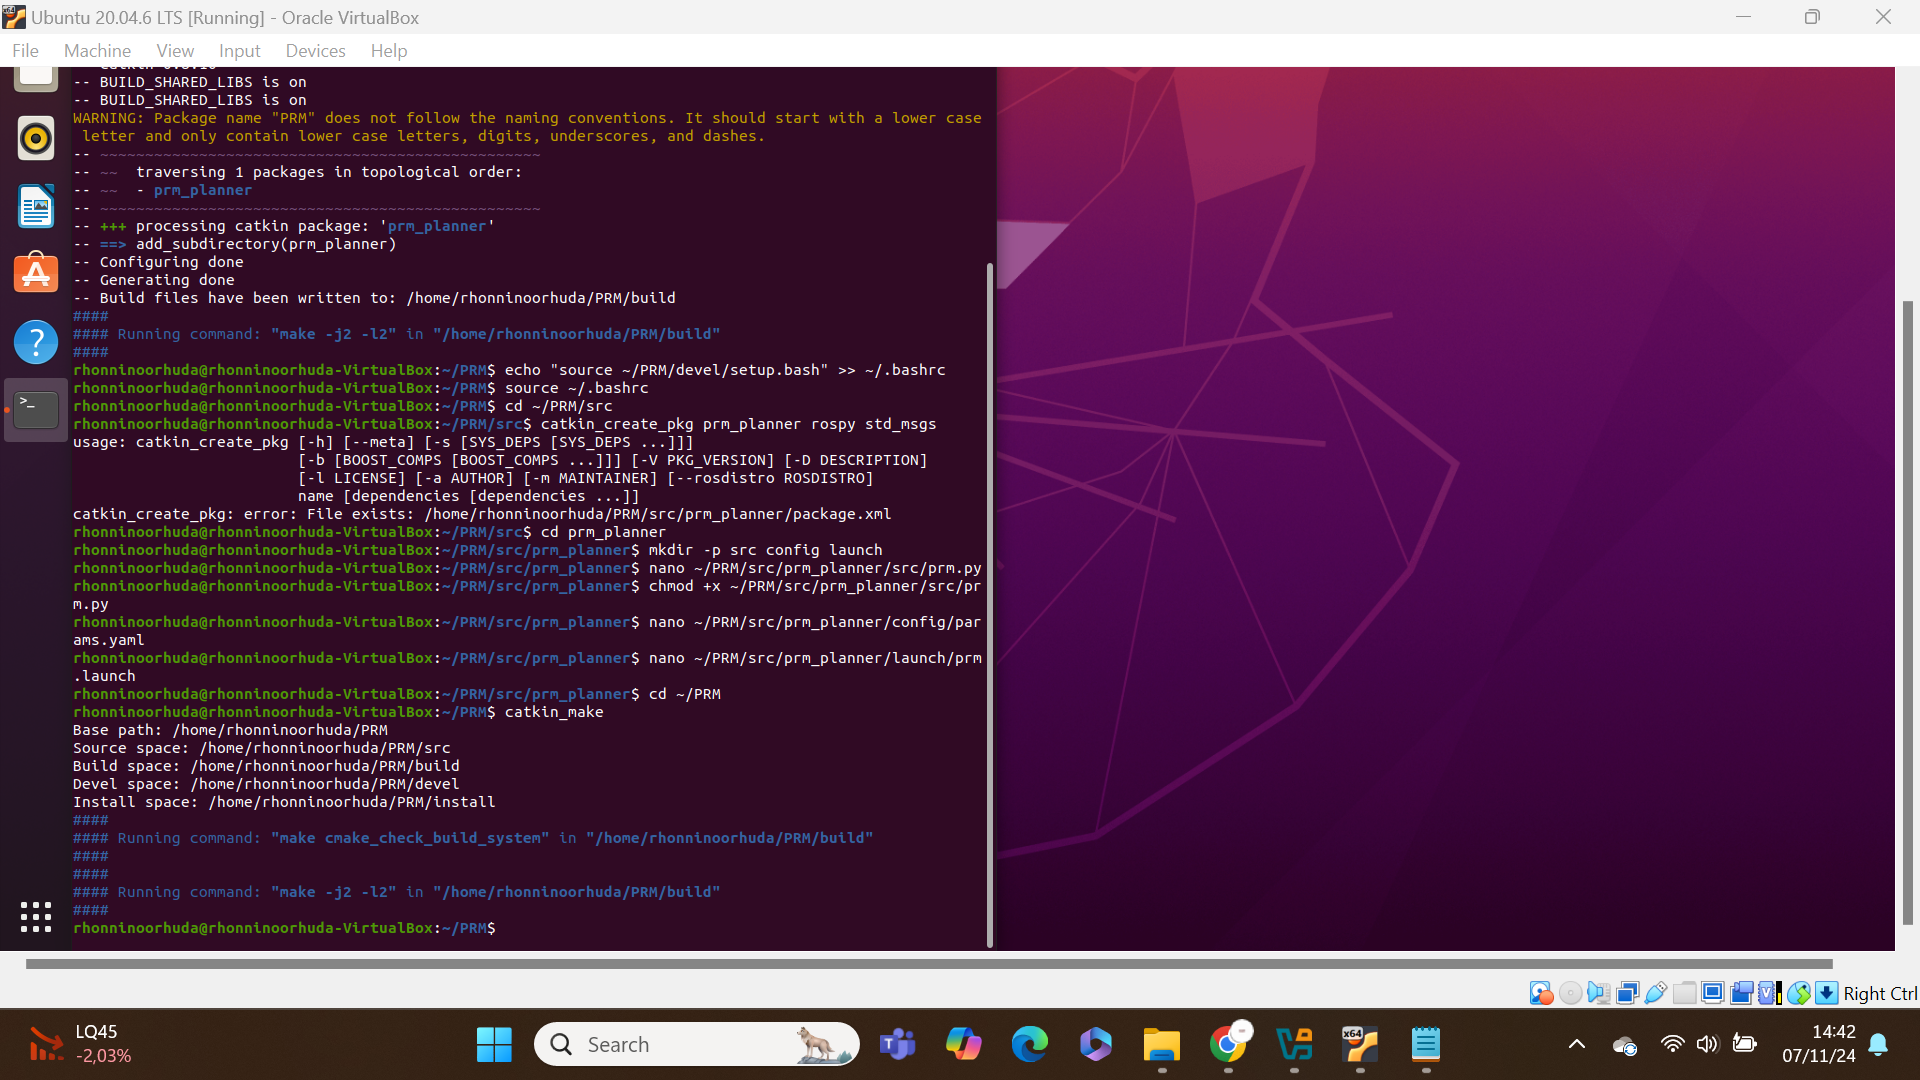 Ubuntu 20.04.6 LTS [Running] - Oracle VirtualBox
File Machine View Input Devices Help
-- BUILD_SHARED_LIBS is on
-- BUILD_SHARED_LIBS is on
WARNING: Package name "PRM" does not follow the naming conventions. It should start with a lower case
letter and only contain lower case letters, digits, underscores, and dashes.
-- ~~~~~~~~~~~~~~~~~~~~~~~~~~~~~~~~~~~~~~~~~~~~~~~~~
-- ~~  traversing 1 packages in topological order:
-- ~~  - prm_planner
-- ~~~~~~~~~~~~~~~~~~~~~~~~~~~~~~~~~~~~~~~~~~~~~~~~~
-- +++ processing catkin package: 'prm_planner'
-- ==> add_subdirectory(prm_planner)
-- Configuring done
-- Generating done
-- Build files have been written to: /home/rhonninoorhuda/PRM/build
####
#### Running command: "make -j2 -l2" in "/home/rhonninoorhuda/PRM/build"
####
rhonninoorhuda@rhonninoorhuda-VirtualBox:~/PRM$ echo "source ~/PRM/devel/setup.bash" >> ~/.bashrc
rhonninoorhuda@rhonninoorhuda-VirtualBox:~/PRM$ source ~/.bashrc
rhonninoorhuda@rhonninoorhuda-VirtualBox:~/PRM$ cd ~/PRM/src
rhonninoorhuda@rhonninoorhuda-VirtualBox:~/PRM/src$ catkin_create_pkg prm_planner rospy std_msgs
usage: catkin_create_pkg [-h] [--meta] [-s [SYS_DEPS [SYS_DEPS ...]]]
[-b [BOOST_COMPS [BOOST_COMPS ...]]] [-V PKG_VERSION] [-D DESCRIPTION]
[-l LICENSE] [-a AUTHOR] [-m MAINTAINER] [--rosdistro ROSDISTRO]
name [dependencies [dependencies ...]]
catkin_create_pkg: error: File exists: /home/rhonninoorhuda/PRM/src/prm_planner/package.xml
rhonninoorhuda@rhonninoorhuda-VirtualBox:~/PRM/src$ cd prm_planner
rhonninoorhuda@rhonninoorhuda-VirtualBox:~/PRM/src/prm_planner$ mkdir -p src config launch
rhonninoorhuda@rhonninoorhuda-VirtualBox:~/PRM/src/prm_planner$ nano ~/PRM/src/prm_planner/src/prm.py
rhonninoorhuda@rhonninoorhuda-VirtualBox:~/PRM/src/prm_planner$ chmod +x ~/PRM/src/prm_planner/src/pr
m.py
rhonninoorhuda@rhonninoorhuda-VirtualBox:~/PRM/src/prm_planner$ nano ~/PRM/src/prm_planner/config/par
ams.yaml
rhonninoorhuda@rhonninoorhuda-VirtualBox:~/PRM/src/prm_planner$ nano ~/PRM/src/prm_planner/launch/prm
.launch
rhonninoorhuda@rhonninoorhuda-VirtualBox:~/PRM/src/prm_planner$ cd ~/PRM
rhonninoorhuda@rhonninoorhuda-VirtualBox:~/PRM$ catkin_make
Base path: /home/rhonninoorhuda/PRM
Source space: /home/rhonninoorhuda/PRM/src
Build space: /home/rhonninoorhuda/PRM/build
Devel space: /home/rhonninoorhuda/PRM/devel
Install space: /home/rhonninoorhuda/PRM/install
####
#### Running command: "make cmake_check_build_system" in "/home/rhonninoorhuda/PRM/build"
####
####
#### Running command: "make -j2 -l2" in "/home/rhonninoorhuda/PRM/build"
####
rhonninoorhuda@rhonninoorhuda-VirtualBox:~/PRM$
Right Ctrl
LQ45
-2,03%
Search
x64
14:42
07/11/24